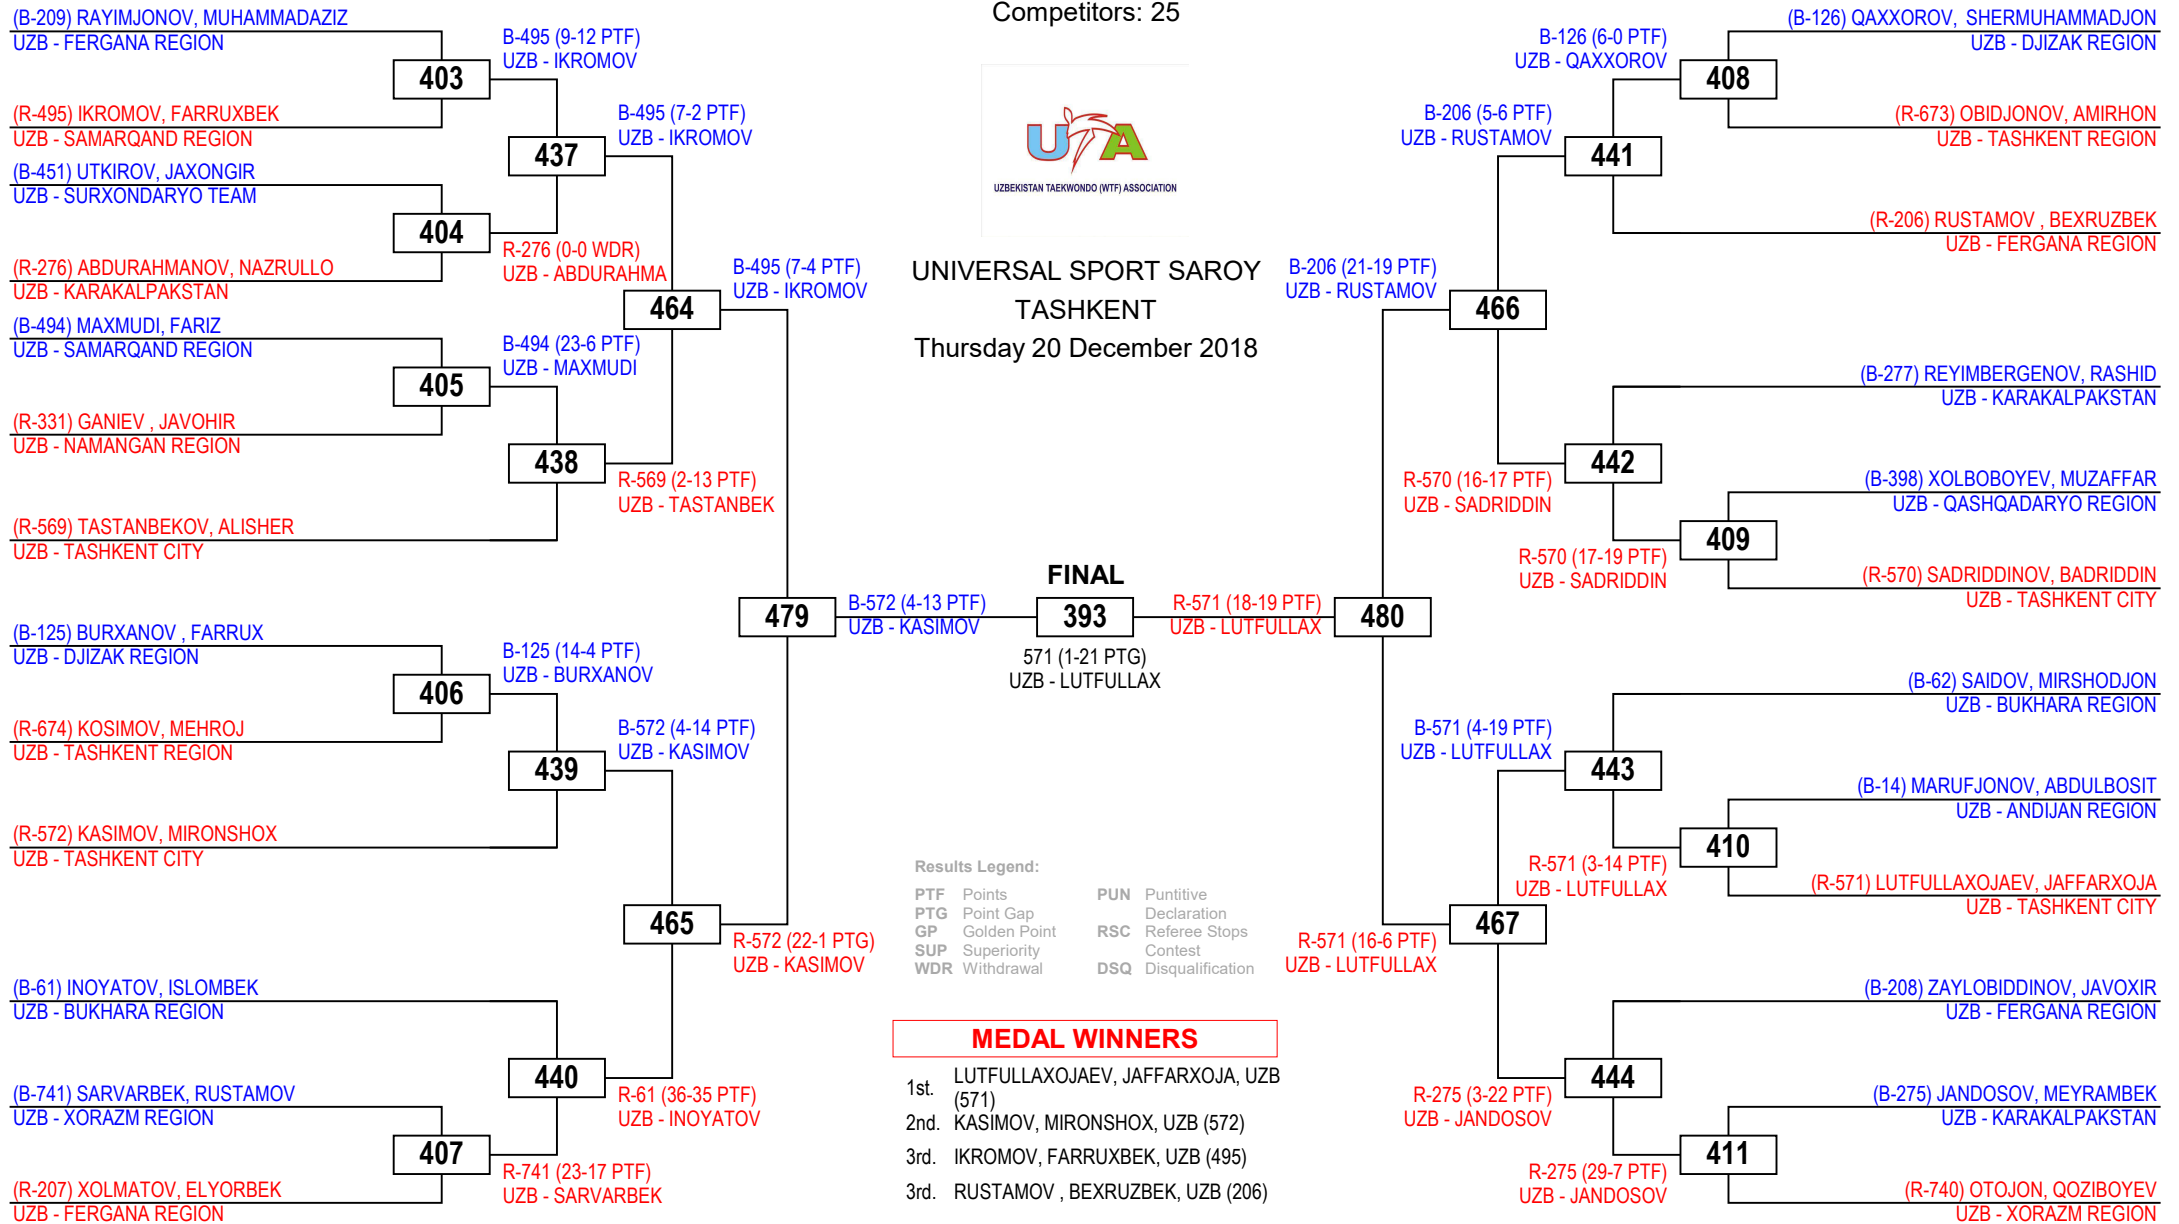 Competitors: 25
UTA
UZBEKISTAN TAEKWONDO (WTF) ASSOCIATION
UNIVERSAL SPORT SAROY
TASHKENT
Thursday 20 December 2018
(B-209) RAYIMJONOV, MUHAMMADAZIZ
UZB - FERGANA REGION
403
(R-495) IKROMOV, FARRUXBEK
UZB - SAMARQAND REGION
(B-451) UTKIROV, JAXONGIR
UZB - SURXONDARYO TEAM
404
(R-276) ABDURAHMANOV, NAZRULLO
UZB - KARAKALPAKSTAN
(B-494) MAXMUDI, FARIZ
UZB - SAMARQAND REGION
405
(R-331) GANIEV , JAVOHIR
UZB - NAMANGAN REGION
(R-569) TASTANBEKOV, ALISHER
UZB - TASHKENT CITY
(B-125) BURXANOV , FARRUX
UZB - DJIZAK REGION
406
(R-674) KOSIMOV, MEHROJ
UZB - TASHKENT REGION
(R-572) KASIMOV, MIRONSHOX
UZB - TASHKENT CITY
(B-61) INOYATOV, ISLOMBEK
UZB - BUKHARA REGION
(B-741) SARVARBEK, RUSTAMOV
UZB - XORAZM REGION
407
(R-207) XOLMATOV, ELYORBEK
UZB - FERGANA REGION
B-495 (9-12 PTF)
UZB - IKROMOV
437
R-276 (0-0 WDR)
UZB - ABDURAHMA
B-494 (23-6 PTF)
UZB - MAXMUDI
438
B-125 (14-4 PTF)
UZB - BURXANOV
439
440
R-741 (23-17 PTF)
UZB - SARVARBEK
B-495 (7-2 PTF)
UZB - IKROMOV
464
R-569 (2-13 PTF)
UZB - TASTANBEK
B-572 (4-14 PTF)
UZB - KASIMOV
465
R-61 (36-35 PTF)
UZB - INOYATOV
B-495 (7-4 PTF)
UZB - IKROMOV
479
R-572 (22-1 PTG)
UZB - KASIMOV
B-572 (4-13 PTF)
UZB - KASIMOV
FINAL
393
571 (1-21 PTG)
UZB - LUTFULLAX
R-571 (18-19 PTF)
UZB - LUTFULLAX
480
B-206 (21-19 PTF)
UZB - RUSTAMOV
R-571 (16-6 PTF)
UZB - LUTFULLAX
B-206 (5-6 PTF)
UZB - RUSTAMOV
466
R-570 (16-17 PTF)
UZB - SADRIDDIN
B-571 (4-19 PTF)
UZB - LUTFULLAX
467
R-275 (3-22 PTF)
UZB - JANDOSOV
B-126 (6-0 PTF)
UZB - QAXXOROV
441
442
R-570 (17-19 PTF)
UZB - SADRIDDIN
443
R-571 (3-14 PTF)
UZB - LUTFULLAX
444
R-275 (29-7 PTF)
UZB - JANDOSOV
(B-126) QAXXOROV, SHERMUHAMMADJON
UZB - DJIZAK REGION
408
(R-673) OBIDJONOV, AMIRHON
UZB - TASHKENT REGION
(R-206) RUSTAMOV , BEXRUZBEK
UZB - FERGANA REGION
(B-277) REYIMBERGENOV, RASHID
UZB - KARAKALPAKSTAN
(B-398) XOLBOBOYEV, MUZAFFAR
UZB - QASHQADARYO REGION
409
(R-570) SADRIDDINOV, BADRIDDIN
UZB - TASHKENT CITY
(B-62) SAIDOV, MIRSHODJON
UZB - BUKHARA REGION
(B-14) MARUFJONOV, ABDULBOSIT
UZB - ANDIJAN REGION
410
(R-571) LUTFULLAXOJAEV, JAFFARXOJA
UZB - TASHKENT CITY
(B-208) ZAYLOBIDDINOV, JAVOXIR
UZB - FERGANA REGION
(B-275) JANDOSOV, MEYRAMBEK
UZB - KARAKALPAKSTAN
411
(R-740) OTOJON, QOZIBOYEV
UZB - XORAZM REGION
Results Legend:
PTF Points PUN Puntitive
PTG Point Gap Declaration
GP Golden Point RSC Referee Stops
SUP Superiority Contest
WDR Withdrawal DSQ Disqualification
MEDAL WINNERS
1st. LUTFULLAXOJAEV, JAFFARXOJA, UZB
(571)
2nd. KASIMOV, MIRONSHOX, UZB (572)
3rd. IKROMOV, FARRUXBEK, UZB (495)
3rd. RUSTAMOV , BEXRUZBEK, UZB (206)